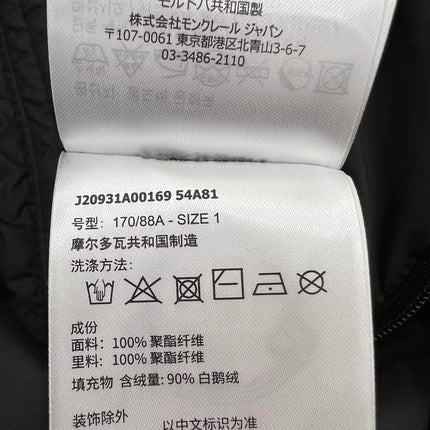 モルドバ共和国製
株式会社モンクレール ジャパン
〒107-0061 東京都港区北青山3-6-7
03-3486-2110
J20931A00169 54A81
号型: 170/88A - SIZE 1
摩尔多瓦共和国制造
洗涤方法:
成份
面料: 100% 聚酯纤维
里料: 100% 聚酯纤维
填充物 含绒量: 90% 白鹅绒
装饰除外
以中文标识为准